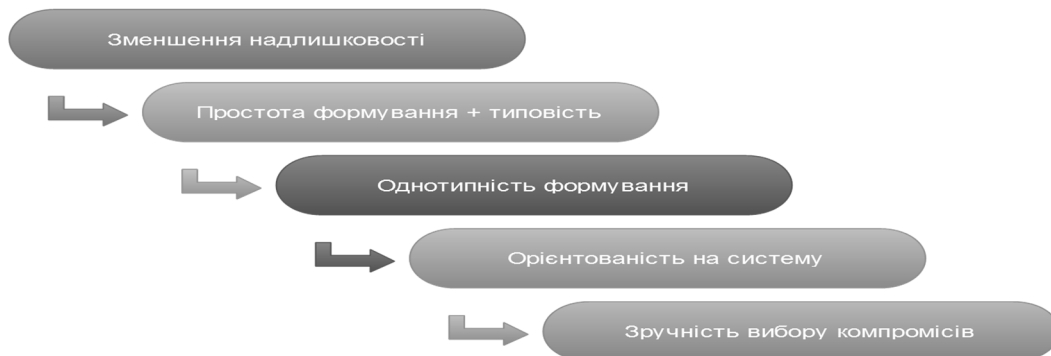 Зменшення надлишковості
Простота формування + типовість
Однотипність формування
Орієнтованість на систему
Зручність вибору компромісів